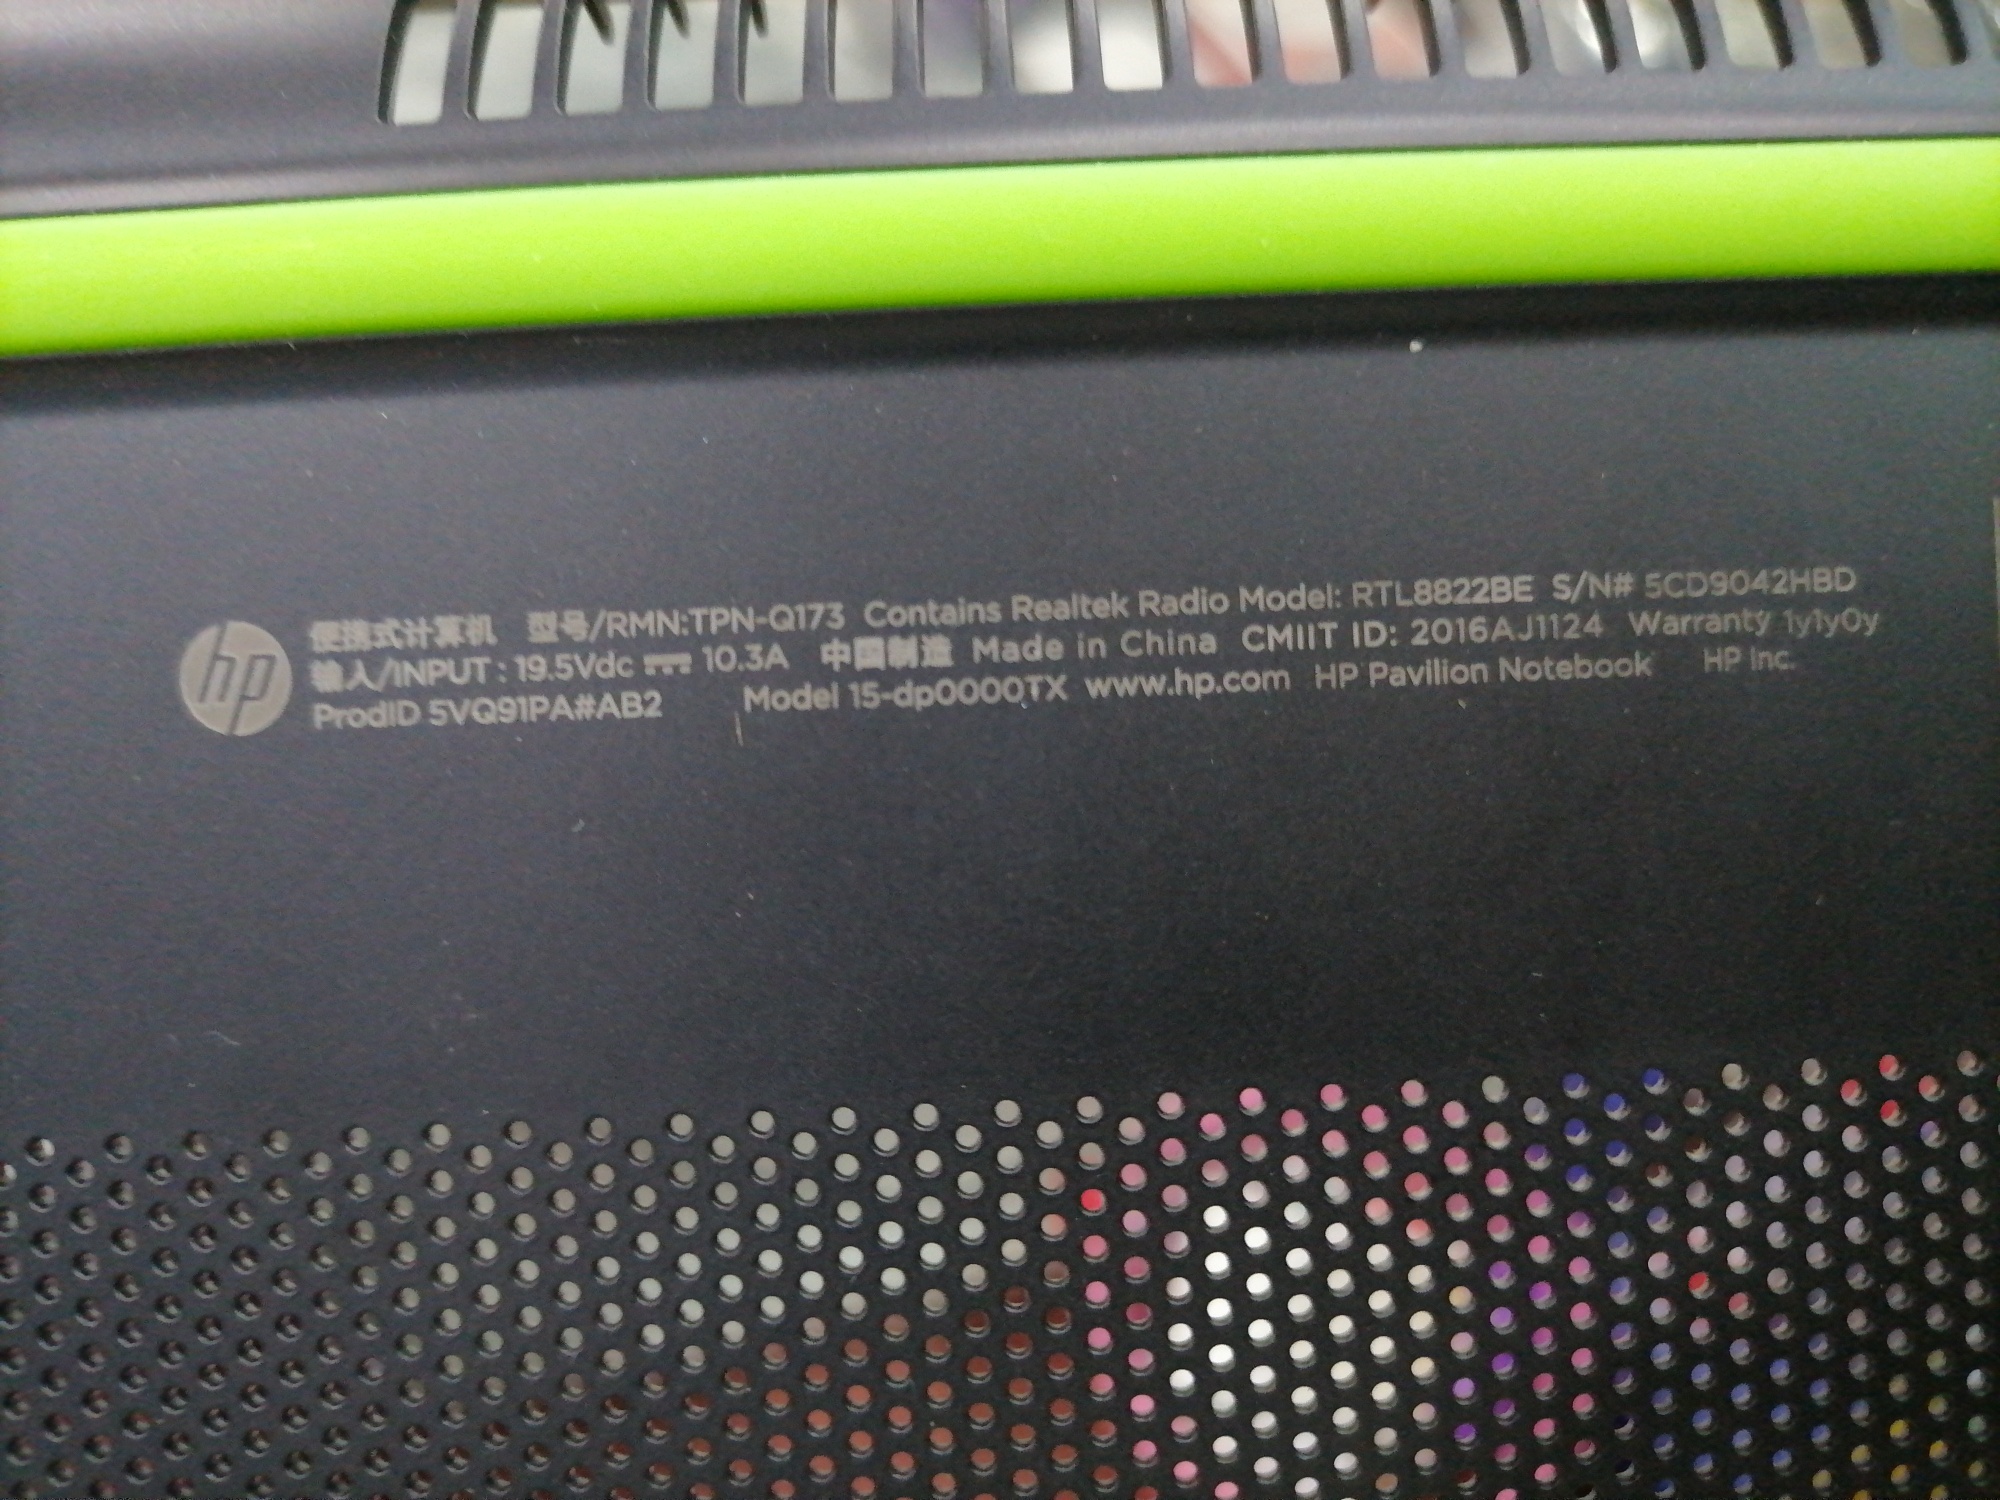 hp
便携式计算机 型号/RMN:TPN-Q173 Contains Realtek Radio Model: RTL8822BE S/N# 5CD9042HBD
输入/INPUT : 19.5Vdc ⎓ 10.3A 中国制造 Made in China CMIIT ID: 2016AJ1124 Warranty 1y1y0y
ProdID 5VQ91PA#AB2 Model 15-dp0000TX www.hp.com HP Pavilion Notebook HP Inc.